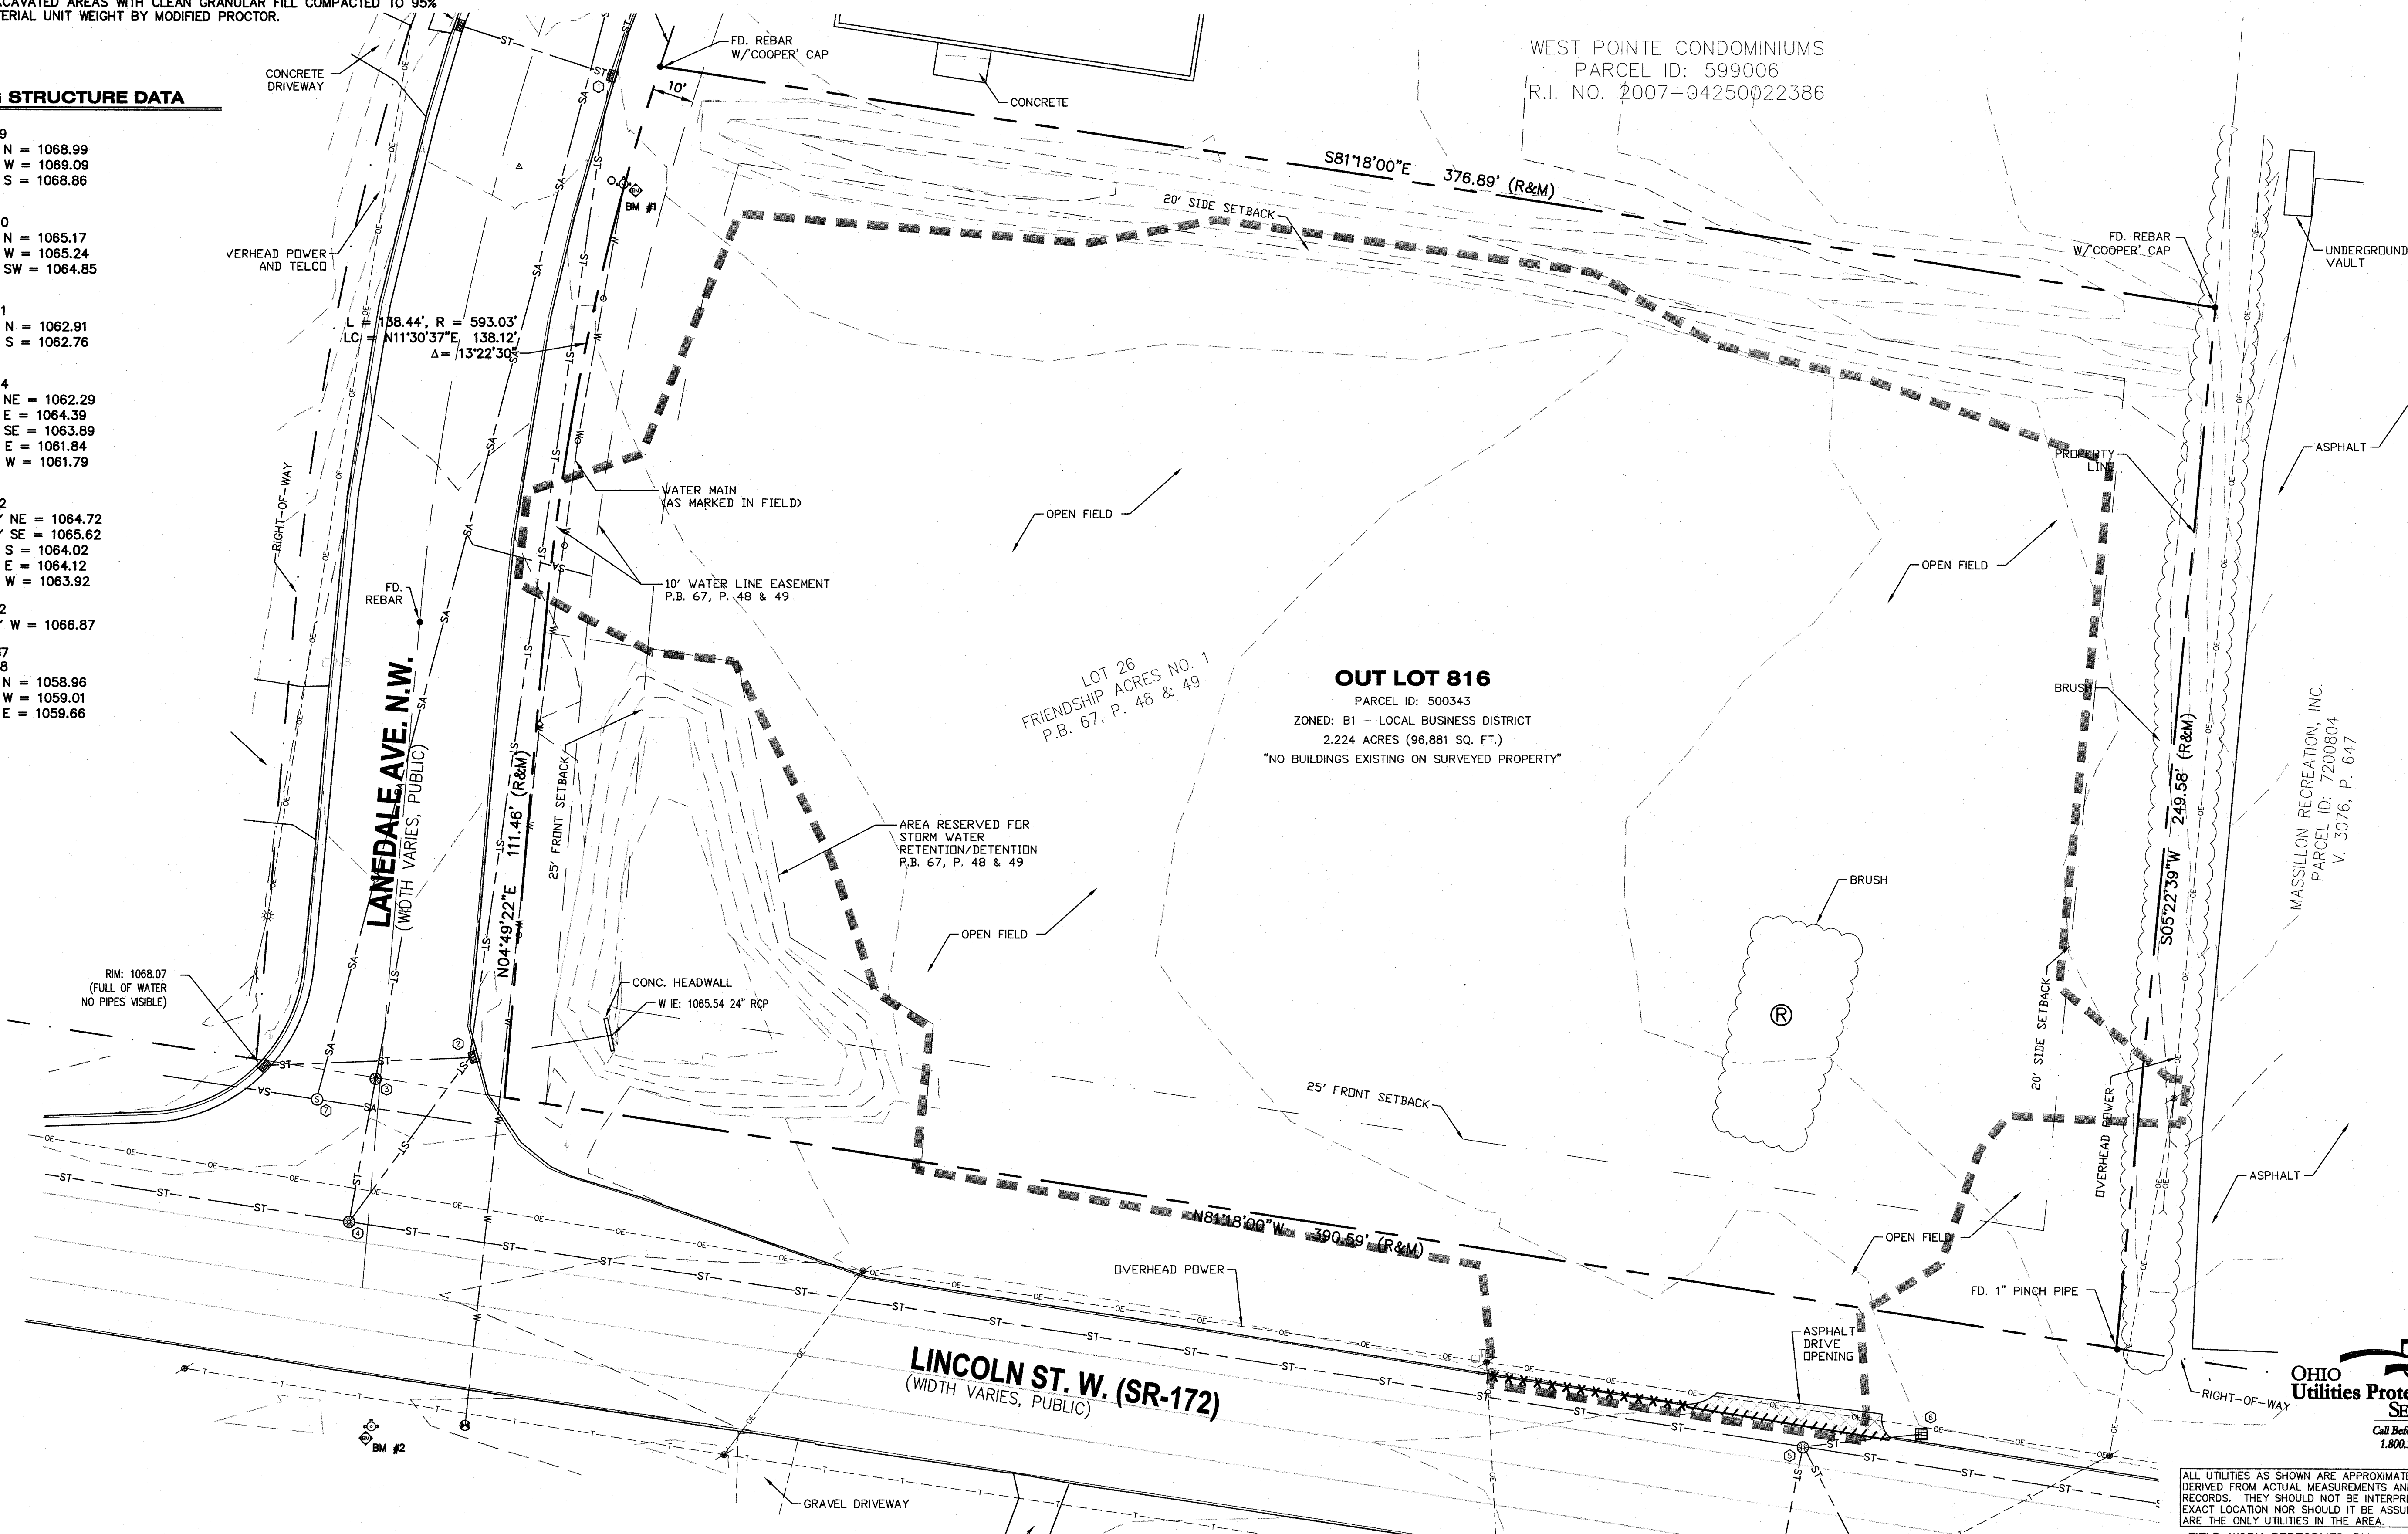 EXCAVATED AREAS WITH CLEAN GRANULAR FILL COMPACTED TO 95%
UNIT WEIGHT BY MODIFIED PROCTOR.
STRUCTURE DATA
N = 1068.99
W = 1069.09
S = 1068.86
N = 1065.17
W = 1065.24
SW = 1064.85
N = 1062.91
S = 1062.76
NE = 1062.29
E = 1064.39
SE = 1063.89
E = 1061.84
W = 1061.79
NE = 1064.72
SE = 1065.62
S = 1064.02
E = 1064.12
W = 1063.92
W = 1066.87
N = 1058.96
W = 1059.01
E = 1059.66
CONCRETE
DRIVEWAY
FD. REBAR
W/'COOPER' CAP
10'
CONCRETE
WEST POINTE CONDOMINIUMS
PARCEL ID: 599006
R.I. NO. 2007-04250022386
S81°18'00"E 376.89' (R&M)
20' SIDE SETBACK
BM #1
FD. REBAR
W/'COOPER' CAP
UNDERGROUND
VAULT
POWER
AND TELCO
L = 138.44', R = 593.03'
LC = N11°30'37"E 138.12'
Δ= 13°22'30"
RIGHT-OF-WAY
WATER MAIN
(AS MARKED IN FIELD)
OPEN FIELD
PROPERTY
LINE
ASPHALT
OPEN FIELD
10' WATER LINE EASEMENT
P.B. 67, P. 48 & 49
FD.
REBAR
LOT 26
FRIENDSHIP ACRES NO. 1
P.B. 67, P. 48 & 49
OUT LOT 816
PARCEL ID: 500343
ZONED: B1 - LOCAL BUSINESS DISTRICT
2.224 ACRES (96,881 SQ. FT.)
"NO BUILDINGS EXISTING ON SURVEYED PROPERTY"
BRUSH
LANEDALE AVE. N.W.
(WIDTH VARIES, PUBLIC)
N04°49'22"E 111.46' (R&M)
25' FRONT SETBACK
AREA RESERVED FOR
STORM WATER
RETENTION/DETENTION
P.B. 67, P. 48 & 49
S05°22'39"W 249.58' (R&M)
MASSILLON RECREATION, INC.
PARCEL ID: 7200804
V. 3076, P. 647
BRUSH
OPEN FIELD
RIM: 1068.07
(FULL OF WATER
NO PIPES VISIBLE)
CONC. HEADWALL
W IE: 1065.54 24" RCP
R
20' SIDE SETBACK
25' FRONT SETBACK
OVERHEAD POWER
ASPHALT
N81°18'00"W 390.59' (R&M)
OPEN FIELD
OVERHEAD POWER
FD. 1" PINCH PIPE
ASPHALT
DRIVE
OPENING
LINCOLN ST. W. (SR-172)
(WIDTH VARIES, PUBLIC)
RIGHT-OF-WAY
BM #2
GRAVEL DRIVEWAY
OHIO
Utilities
1.800.
ALL UTILITIES AS SHOWN ARE APPROXIMATE
DERIVED FROM ACTUAL MEASUREMENTS
RECORDS. THEY SHOULD NOT BE
EXACT LOCATION NOR SHOULD IT BE
ARE THE ONLY UTILITIES IN THE AREA.